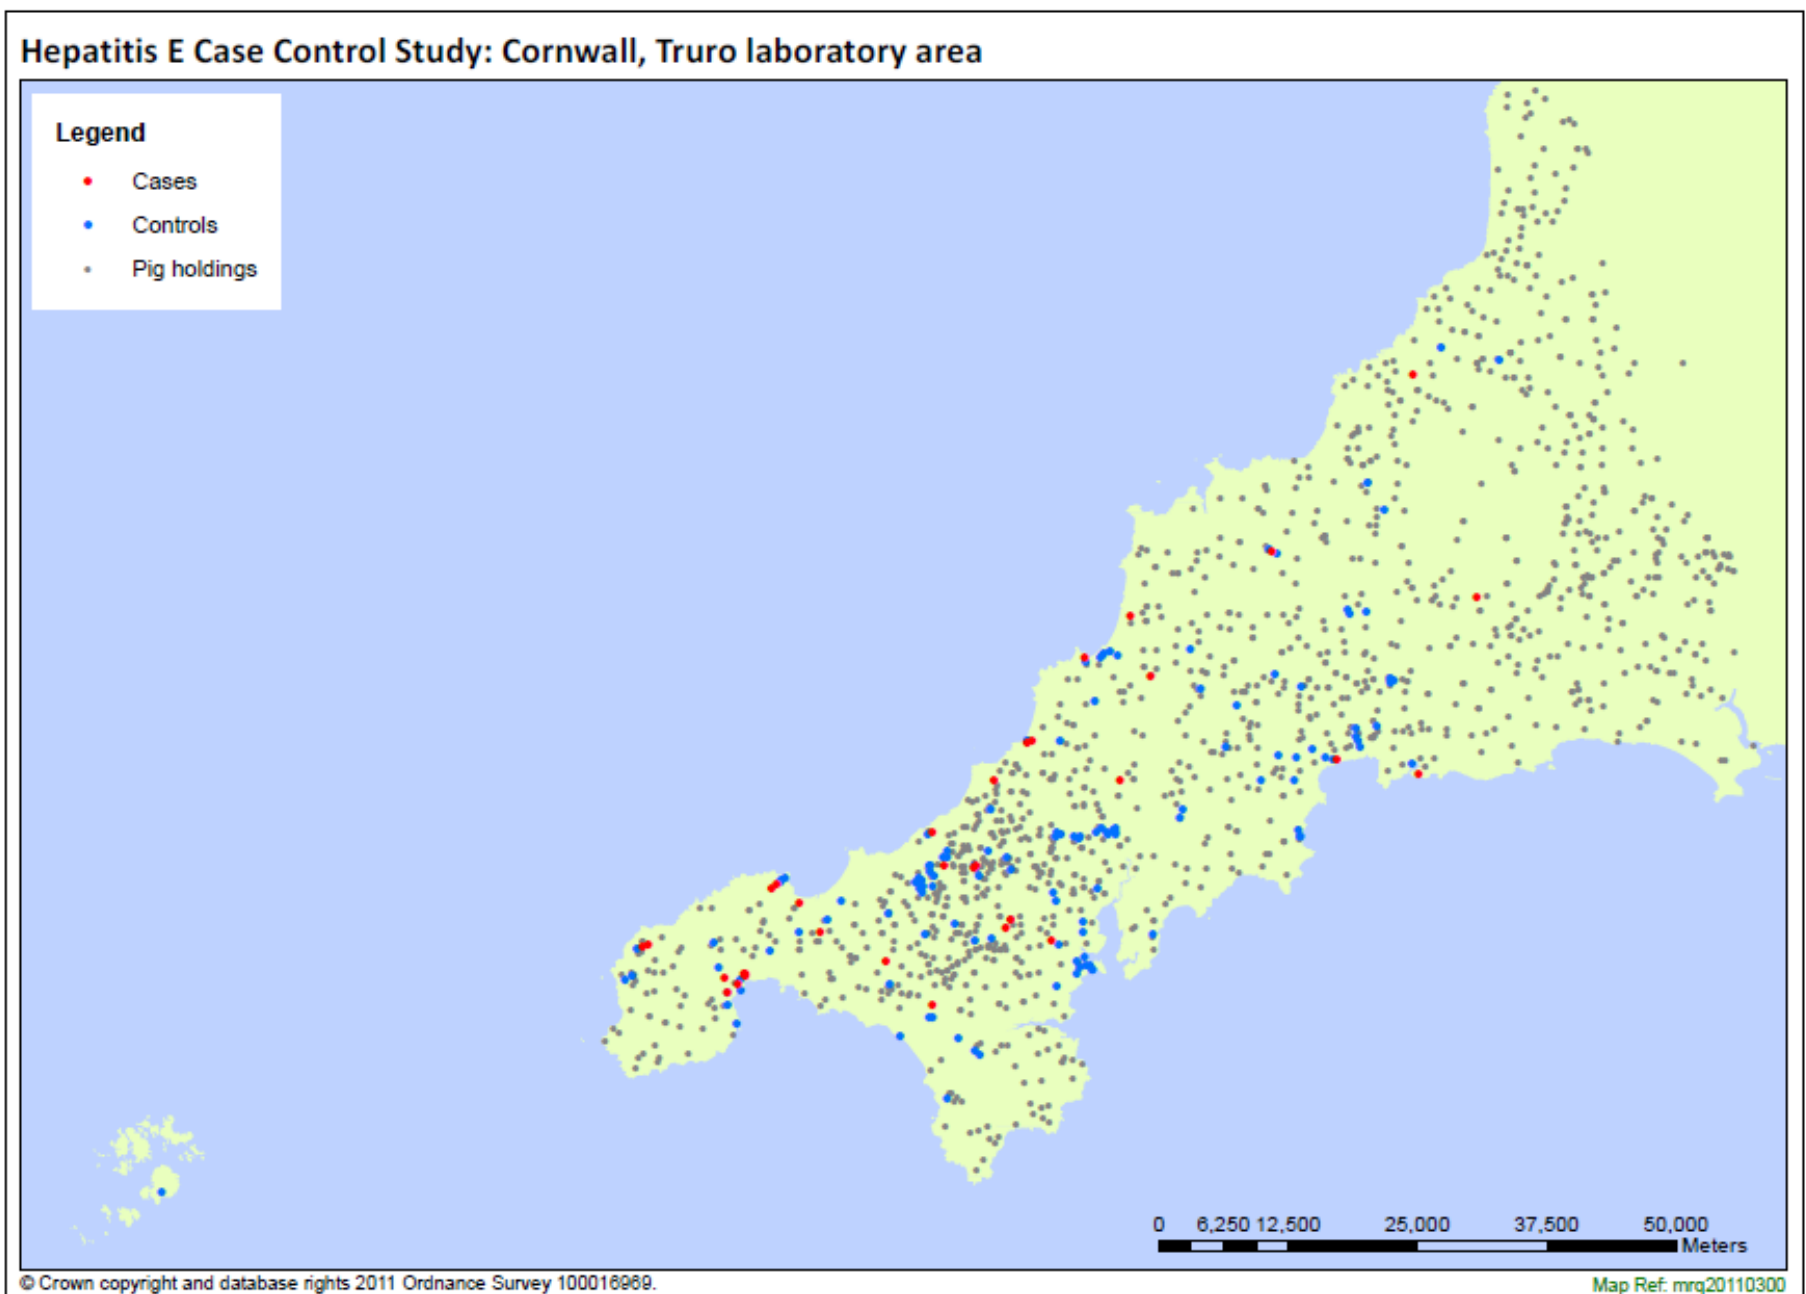 Hepatitis E Case Control Study: Cornwall, Truro laboratory area
Legend
Cases
Controls
Pig holdings
0 6,250 12,500 25,000 37,500 50,000
Meters
© Crown copyright and database rights 2011 Ordnance Survey 100016969.
Map Ref: mrq20110300